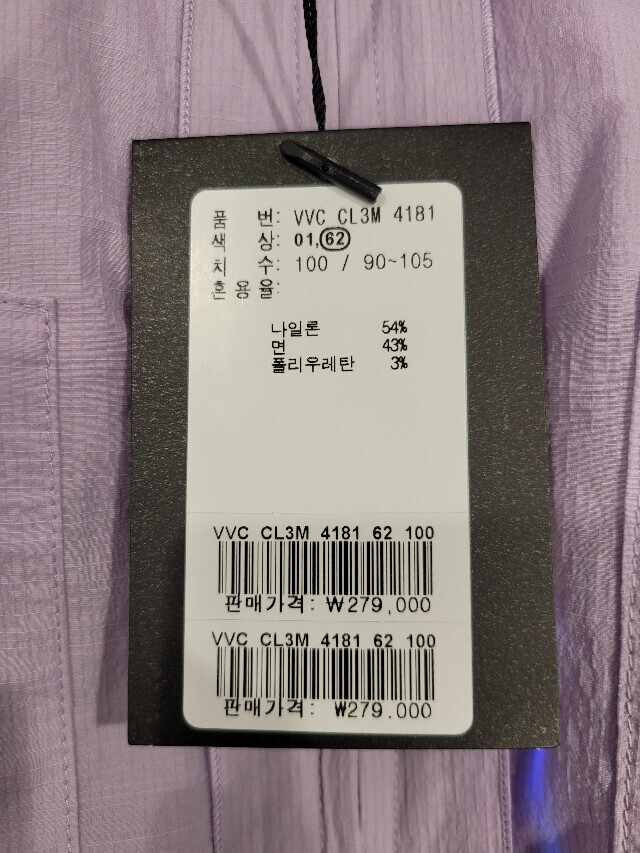 품 번: VVC CL3M 4181
색 상: 01,62
치 수: 100 / 90~105
혼용율:
나일론 54%
면 43%
폴리우레탄 3%
VVC CL3M 4181 62 100
판매가격: ₩279,000
VVC CL3M 4181 62 100
판매가격: ₩279,000